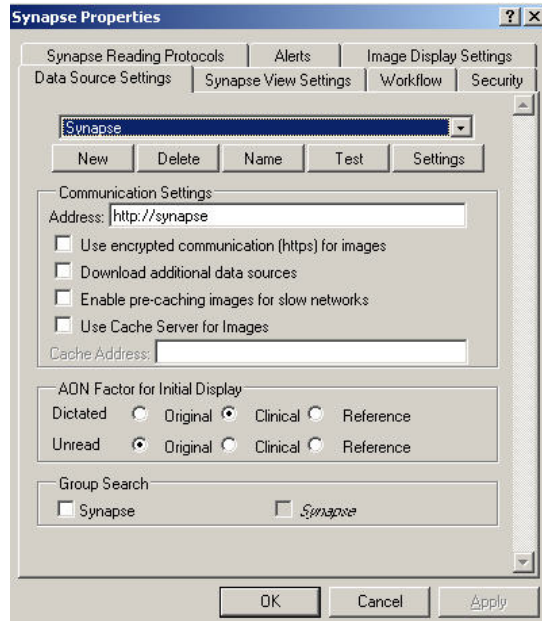 Synapse Properties
Synapse Reading Protocols Alerts Image Display Settings
Data Source Settings Synapse View Settings Workflow Security
Synapse
New Delete Name Test Settings
Communication Settings
Address: http://synapse
Use encrypted communication (https) for images
Download additional data sources
Enable pre-caching images for slow networks
Use Cache Server for Images
Cache Address:
AON Factor for Initial Display
Dictated Original Clinical Reference
Unread Original Clinical Reference
Group Search
Synapse Synapse
OK Cancel Apply